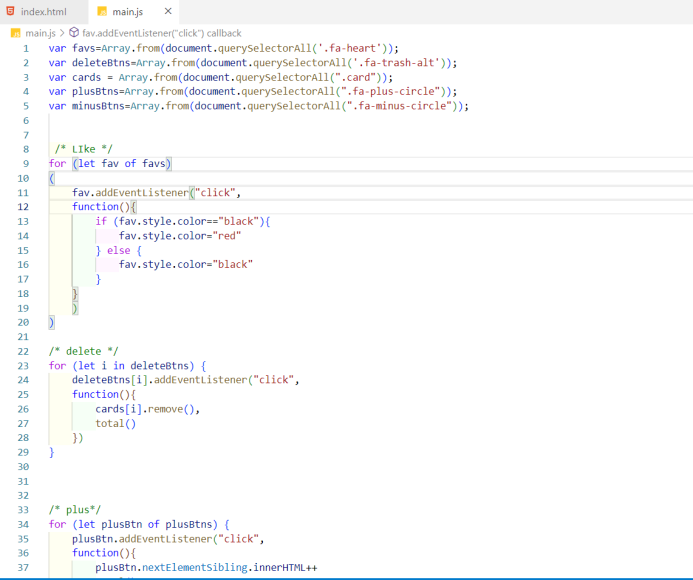 index.html
main.js
main.js > fav.addEventListener("click") callback
1 var favs=Array.from(document.querySelectorAll('.fa-heart'));
2 var deleteBtns=Array.from(document.querySelectorAll('.fa-trash-alt'));
3 var cards = Array.from(document.querySelectorAll(".card"));
4 var plusBtns=Array.from(document.querySelectorAll(".fa-plus-circle"));
5 var minusBtns=Array.from(document.querySelectorAll(".fa-minus-circle"));
6
7
8 /* LIke */
9 for (let fav of favs)
10 (
11 fav.addEventListener("click",
12 function(){
13 if (fav.style.color=="black"){
14 fav.style.color="red"
15 } else {
16 fav.style.color="black"
17 }
18 }
19 )
20 )
21
22 /* delete */
23 for (let i in deleteBtns) {
24 deleteBtns[i].addEventListener("click",
25 function(){
26 cards[i].remove(),
27 total()
28 })
29 }
30
31
32
33 /* plus*/
34 for (let plusBtn of plusBtns) {
35 plusBtn.addEventListener("click",
36 function(){
37 plusBtn.nextElementSibling.innerHTML++